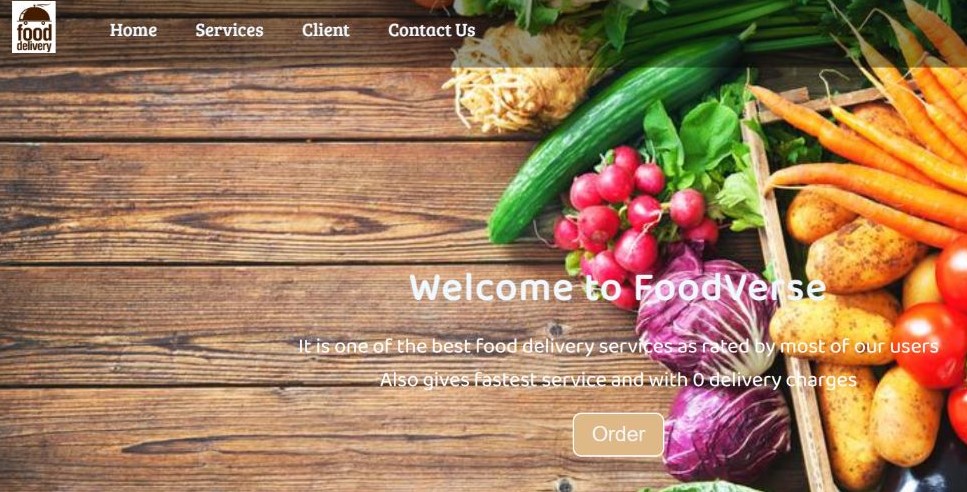 food
delivery
Home Services Client Contact Us
Welcome to FoodVerse
It is one of the best food delivery services as rated by most of our users
Also gives fastest service and with 0 delivery charges
Order